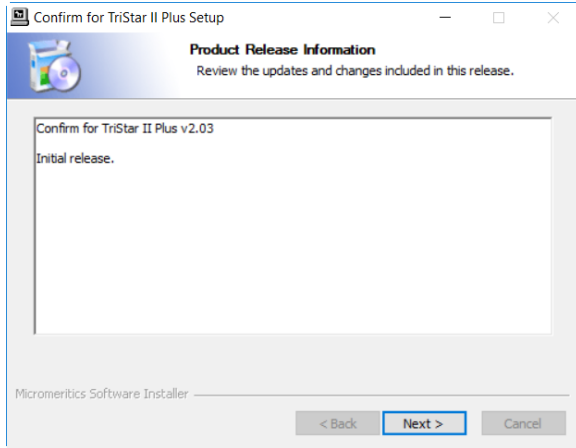 Confirm for TriStar II Plus Setup
Product Release Information
Review the updates and changes included in this release.
Confirm for TriStar II Plus v2.03
Initial release.
Micromeritics Software Installer
< Back
Next >
Cancel